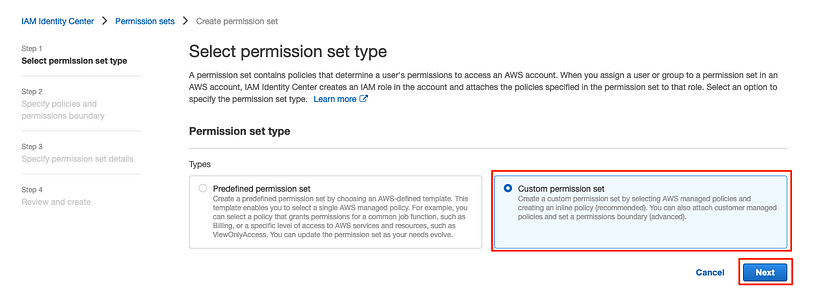 IAM Identity Center > Permission sets > Create permission set
Step 1
Select permission set type
Step 2
Specify policies and
permissions boundary
Step 3
Specify permission set details
Step 4
Review and create
Select permission set type
A permission set contains policies that determine a user's permissions to access an AWS account. When you assign a user or group to a permission set in an
AWS account, IAM Identity Center creates an IAM role in the account and attaches the policies specified in the permission set to that role. Select an option to
specify the permission set type. Learn more
Permission set type
Types
Predefined permission set
Create a predefined permission set by choosing an AWS-defined template. This
template enables you to select a single AWS managed policy. For example, you
can select a policy that grants permissions for a common job function, such as
Billing, or a specific level of access to AWS services and resources, such as
ViewOnlyAccess. You can update the permission set as your needs evolve.
Custom permission set
Create a custom permission set by selecting AWS managed policies and
creating an inline policy (recommended). You can also attach customer managed
policies and set a permissions boundary (advanced).
Cancel
Next